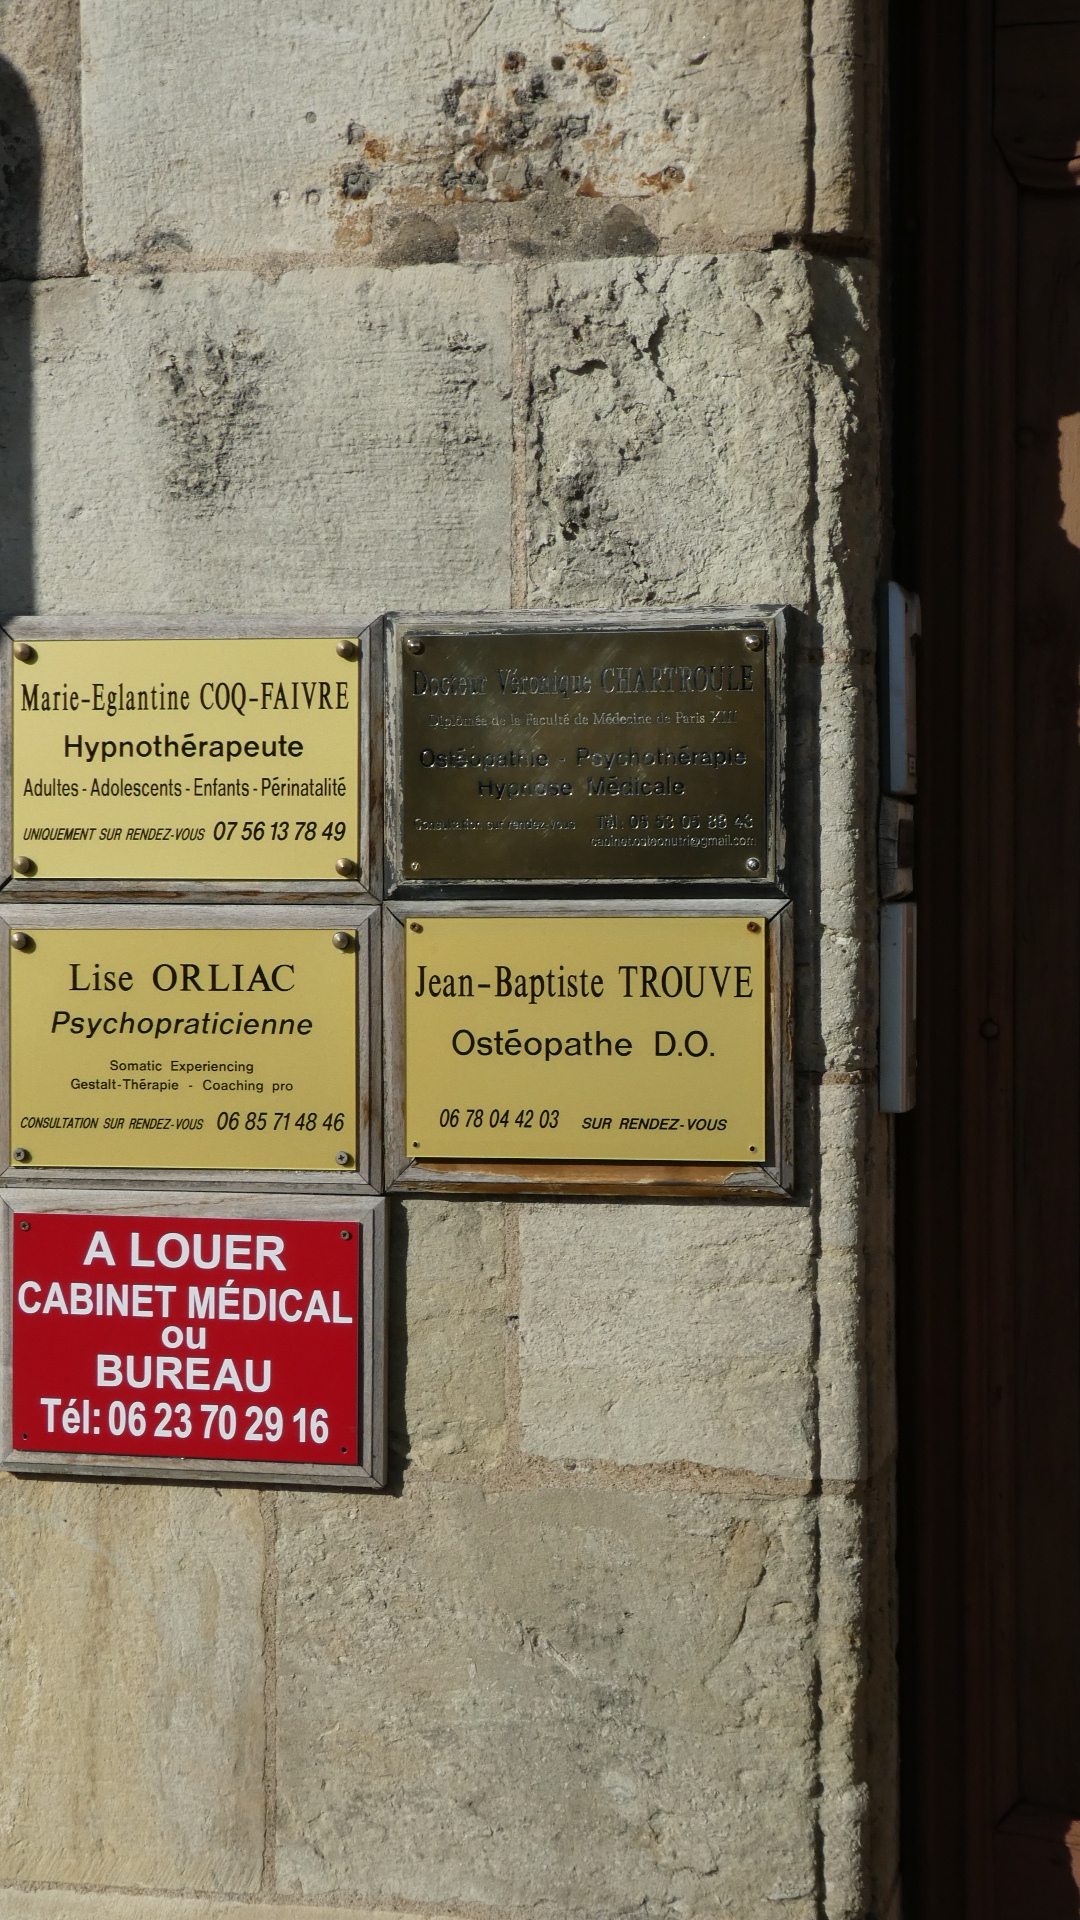 Marie-Eglantine COQ-FAIVRE
Hypnothérapeute
Adultes - Adolescents - Enfants - Périnatalité
UNIQUEMENT SUR RENDEZ-VOUS 07 56 13 78 49
Docteur Véronique CHARTROULE
Diplômée de la Faculté de Médecine de Paris XIII
Ostéopathie - Psychothérapie
Hypnose Médicale
Consultation sur rendez-vous Tél: 05 53 05 88 43
cabinet.osteonutri@gmail.com
Lise ORLIAC
Psychopraticienne
Somatic Experiencing
Gestalt-Thérapie - Coaching pro
CONSULTATION SUR RENDEZ-VOUS 06 85 71 48 46
Jean-Baptiste TROUVE
Ostéopathe D.O.
06 78 04 42 03 SUR RENDEZ-VOUS
A LOUER
CABINET MÉDICAL
ou
BUREAU
Tél: 06 23 70 29 16